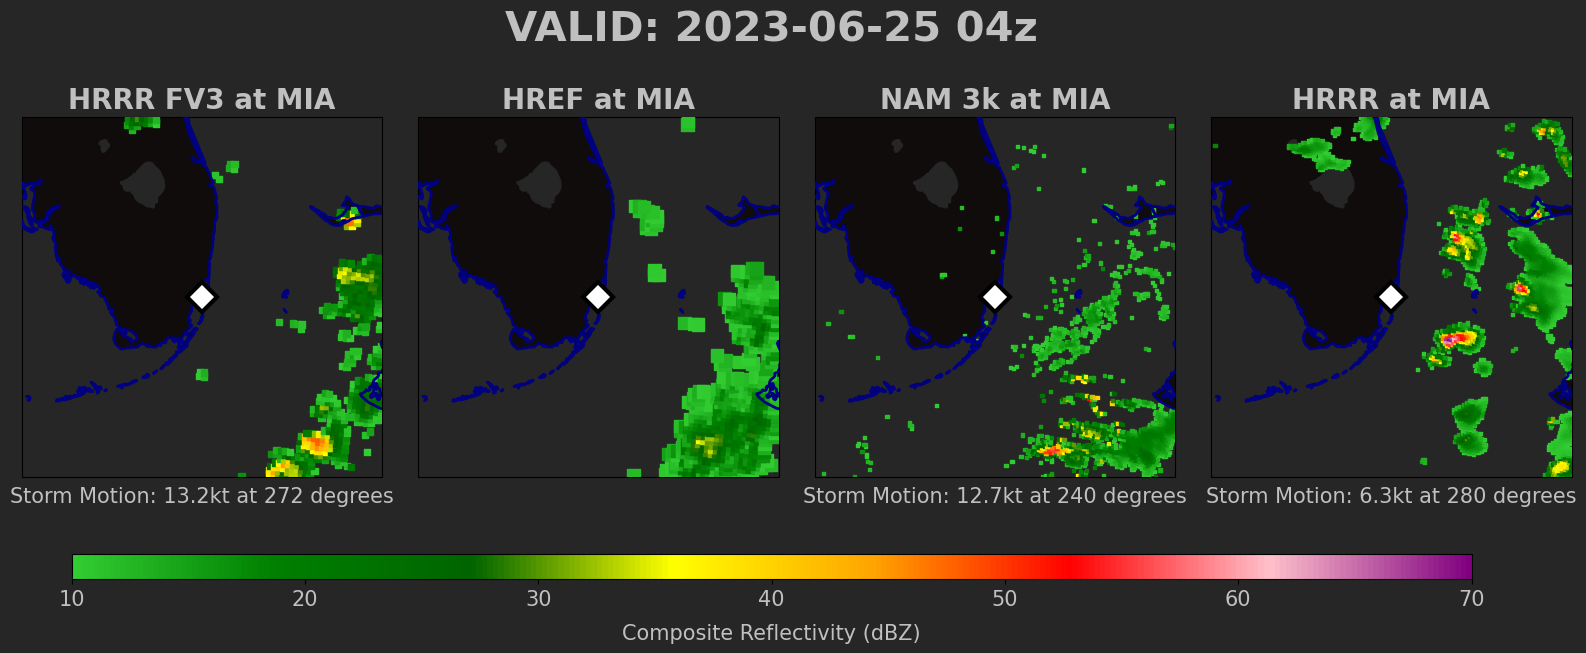 VALID: 2023-06-25 04z
HRRR FV3 at MIA
HREF at MIA
NAM 3k at MIA
HRRR at MIA
Storm Motion: 13.2kt at 272 degrees
Storm Motion: 12.7kt at 240 degrees
Storm Motion: 6.3kt at 280 degrees
10 20 30 40 50 60 70
Composite Reflectivity (dBZ)